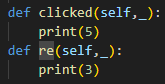 def clicked(self,_):
    print(5)
def re(self,_):
    print(3)